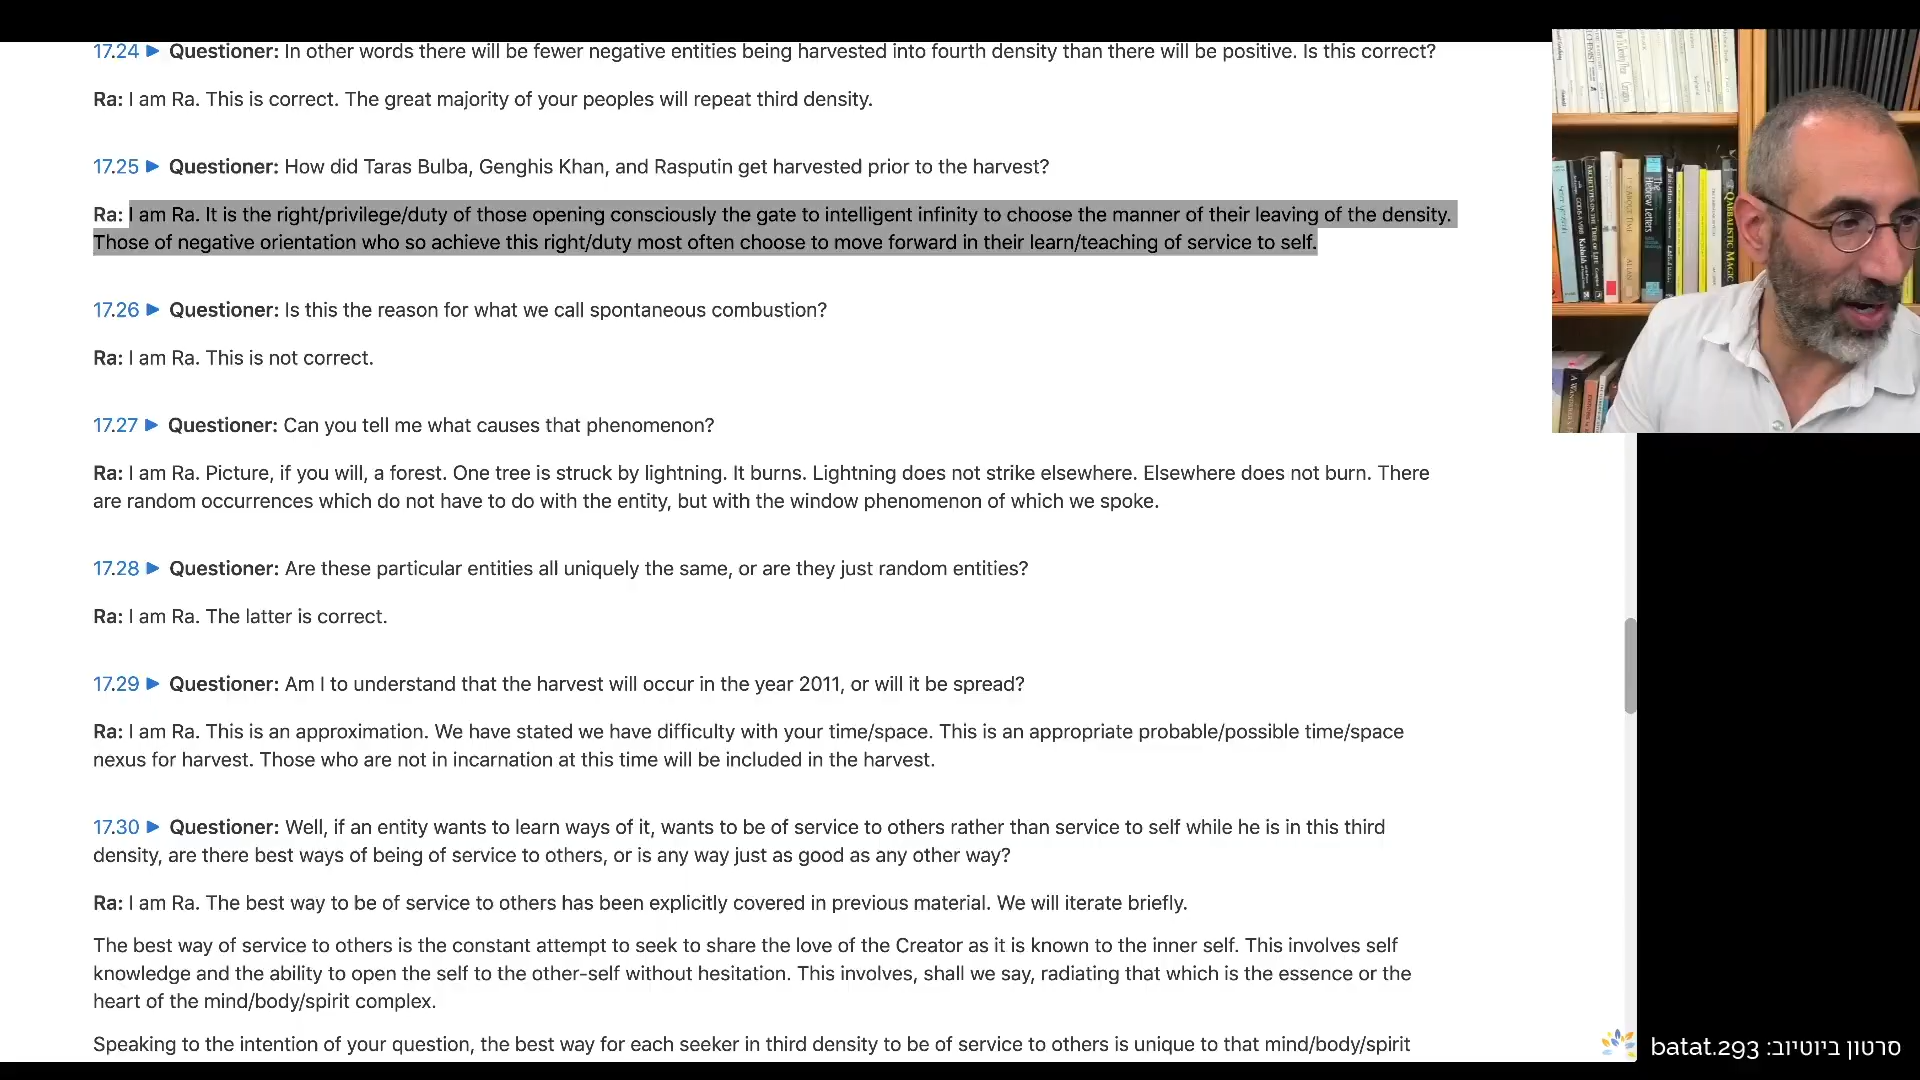 17.24 ► Questioner: In other words there will be fewer negative entities being harvested into fourth density than there will be positive. Is this correct?
Ra: I am Ra. This is correct. The great majority of your peoples will repeat third density.
17.25 ► Questioner: How did Taras Bulba, Genghis Khan, and Rasputin get harvested prior to the harvest?
Ra: I am Ra. It is the right/privilege/duty of those opening consciously the gate to intelligent infinity to choose the manner of their leaving of the density.
Those of negative orientation who so achieve this right/duty most often choose to move forward in their learn/teaching of service to self.
17.26 ► Questioner: Is this the reason for what we call spontaneous combustion?
Ra: I am Ra. This is not correct.
17.27 ► Questioner: Can you tell me what causes that phenomenon?
Ra: I am Ra. Picture, if you will, a forest. One tree is struck by lightning. It burns. Lightning does not strike elsewhere. Elsewhere does not burn. There
are random occurrences which do not have to do with the entity, but with the window phenomenon of which we spoke.
17.28 ► Questioner: Are these particular entities all uniquely the same, or are they just random entities?
Ra: I am Ra. The latter is correct.
17.29 ► Questioner: Am I to understand that the harvest will occur in the year 2011, or will it be spread?
Ra: I am Ra. This is an approximation. We have stated we have difficulty with your time/space. This is an appropriate probable/possible time/space
nexus for harvest. Those who are not in incarnation at this time will be included in the harvest.
17.30 ► Questioner: Well, if an entity wants to learn ways of it, wants to be of service to others rather than service to self while he is in this third
density, are there best ways of being of service to others, or is any way just as good as any other way?
Ra: I am Ra. The best way to be of service to others has been explicitly covered in previous material. We will iterate briefly.
The best way of service to others is the constant attempt to seek to share the love of the Creator as it is known to the inner self. This involves self
knowledge and the ability to open the self to the other-self without hesitation. This involves, shall we say, radiating that which is the essence or the
heart of the mind/body/spirit complex.
Speaking to the intention of your question, the best way for each seeker in third density to be of service to others is unique to that mind/body/spirit
The Hebrew Letters
QABBALISTIC MAGIC
סרטון ביוטיוב: batat.293